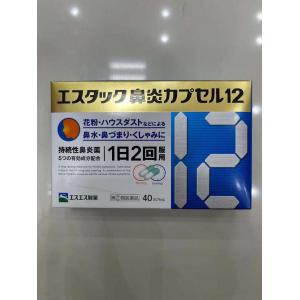 エスタック鼻炎カプセル12
花粉・ハウスダストなどによる
鼻水・鼻づまり・くしゃみに
持続性鼻炎薬
5つの有効成分配合
1日2回服用
12
Morning
Evening
エスエス製薬
第(2)類医薬品
40カプセル